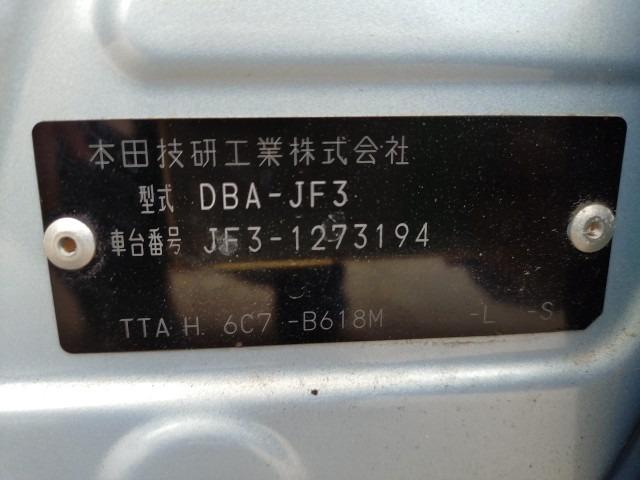 本田技研工業株式会社
型式 DBA-JF3
車台番号 JF3-1273194
TTA H 6C7 -B618M -L -S